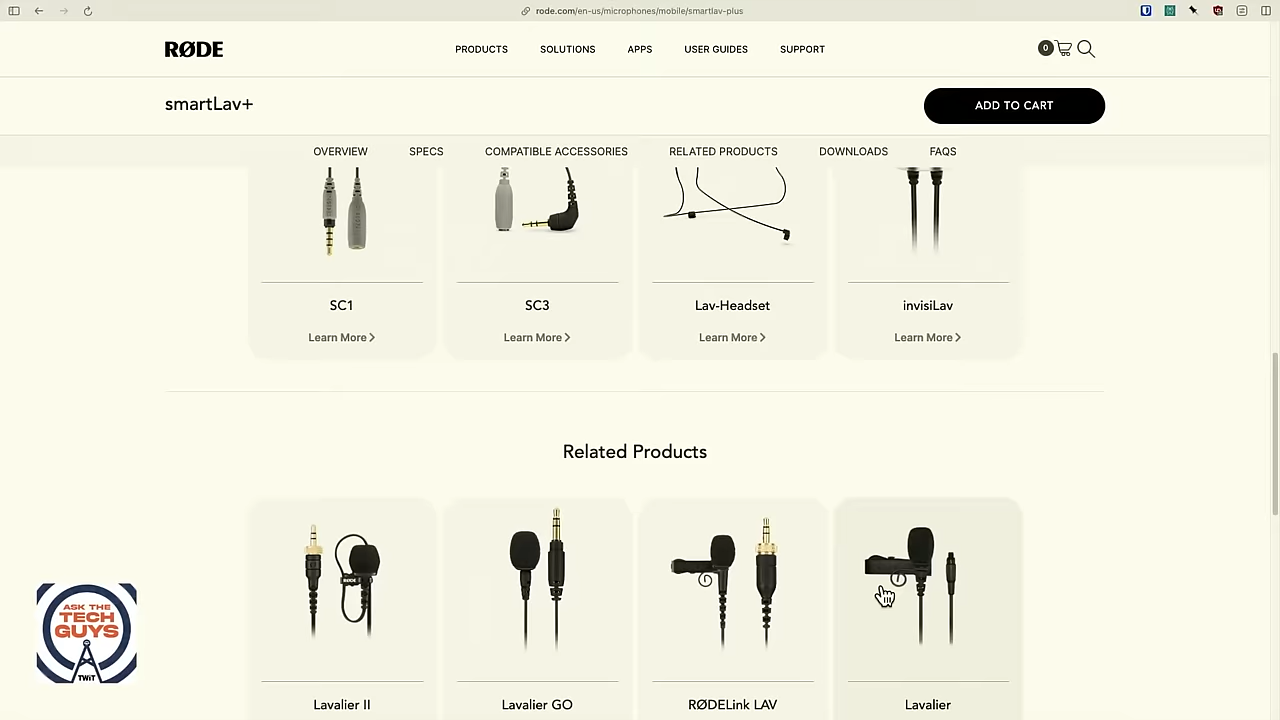 rode.com/en-us/microphones/mobile/smartlav-plus
RØDE
PRODUCTS
SOLUTIONS
APPS
USER GUIDES
SUPPORT
0
smartLav+
ADD TO CART
OVERVIEW
SPECS
COMPATIBLE ACCESSORIES
RELATED PRODUCTS
DOWNLOADS
FAQS
SC1
SC3
Lav-Headset
invisiLav
Learn More
Learn More
Learn More
Learn More
Related Products
RØDE
Lavalier II
Lavalier GO
RØDELink LAV
Lavalier
ASK THE
TECH
GUYS
TWiT